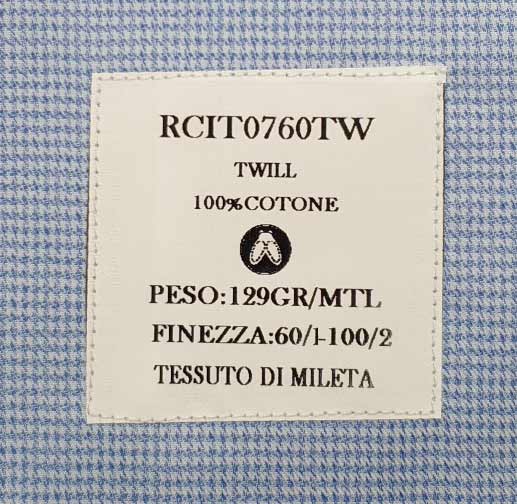 RCIT0760TW
TWILL
100%COTONE
PESO:129GR/MTL
FINEZZA:60/1-100/2
TESSUTO DI MILETA